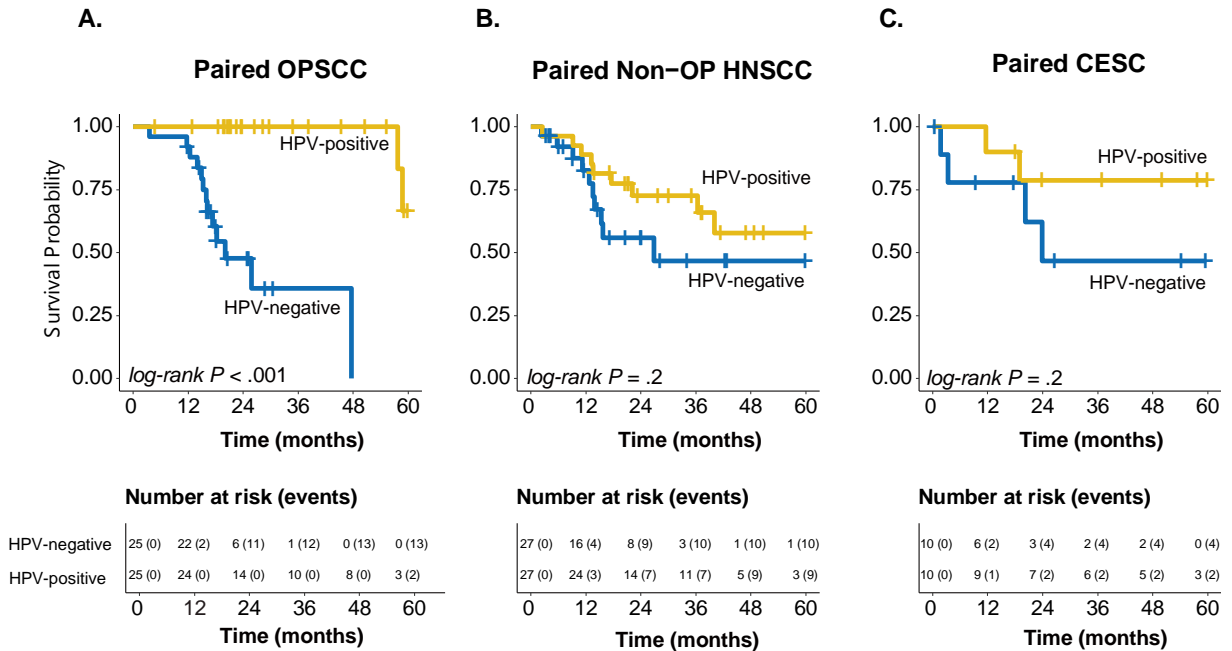 A.
Paired OPSCC
Survival Probability
1.00
0.75
0.50
0.25
0.00
HPV-positive
HPV-negative
log-rank P < .001
0 12 24 36 48 60
Time (months)
Number at risk (events)
HPV-negative 25 (0) 22 (2) 6 (11) 1 (12) 0 (13) 0 (13)
HPV-positive 25 (0) 24 (0) 14 (0) 10 (0) 8 (0) 3 (2)
0 12 24 36 48 60
Time (months)
B.
Paired Non−OP HNSCC
1.00
0.75
0.50
0.25
0.00
HPV-positive
HPV-negative
log-rank P = .2
0 12 24 36 48 60
Time (months)
Number at risk (events)
27 (0) 16 (4) 8 (9) 3 (10) 1 (10) 1 (10)
27 (0) 24 (3) 14 (7) 11 (7) 5 (9) 3 (9)
0 12 24 36 48 60
Time (months)
C.
Paired CESC
1.00
0.75
0.50
0.25
0.00
HPV-positive
HPV-negative
log-rank P = .2
0 12 24 36 48 60
Time (months)
Number at risk (events)
10 (0) 6 (2) 3 (4) 2 (4) 2 (4) 0 (4)
10 (0) 9 (1) 7 (2) 6 (2) 5 (2) 3 (2)
0 12 24 36 48 60
Time (months)